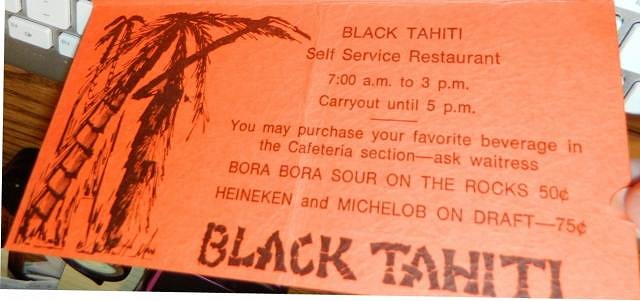 BLACK TAHITI
Self Service Restaurant
7:00 a.m. to 3 p.m.
Carryout until 5 p.m.
You may purchase your favorite beverage in
the Cafeteria section—ask waitress
BORA BORA SOUR ON THE ROCKS 50¢
HEINEKEN and MICHELOB ON DRAFT—75¢
BLACK TAHITI